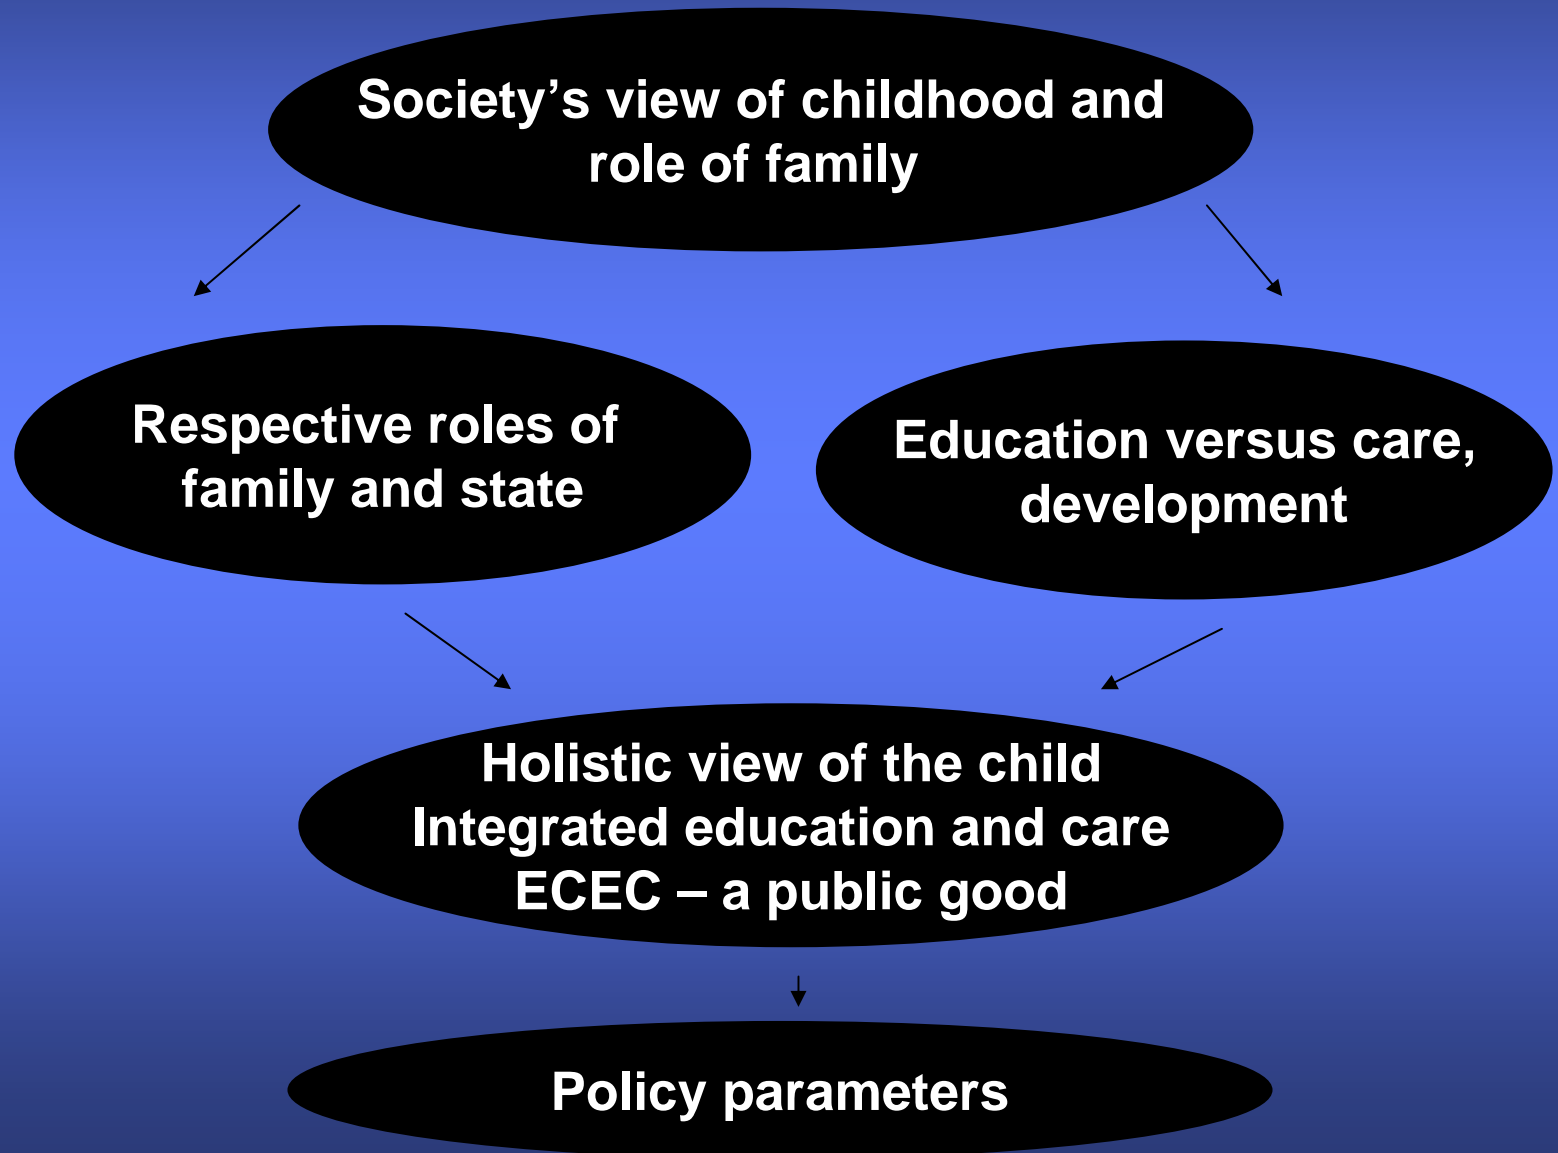 Society’s view of childhood and
role of family
Respective roles of
family and state
Education versus care,
development
Holistic view of the child
Integrated education and care
ECEC – a public good
Policy parameters